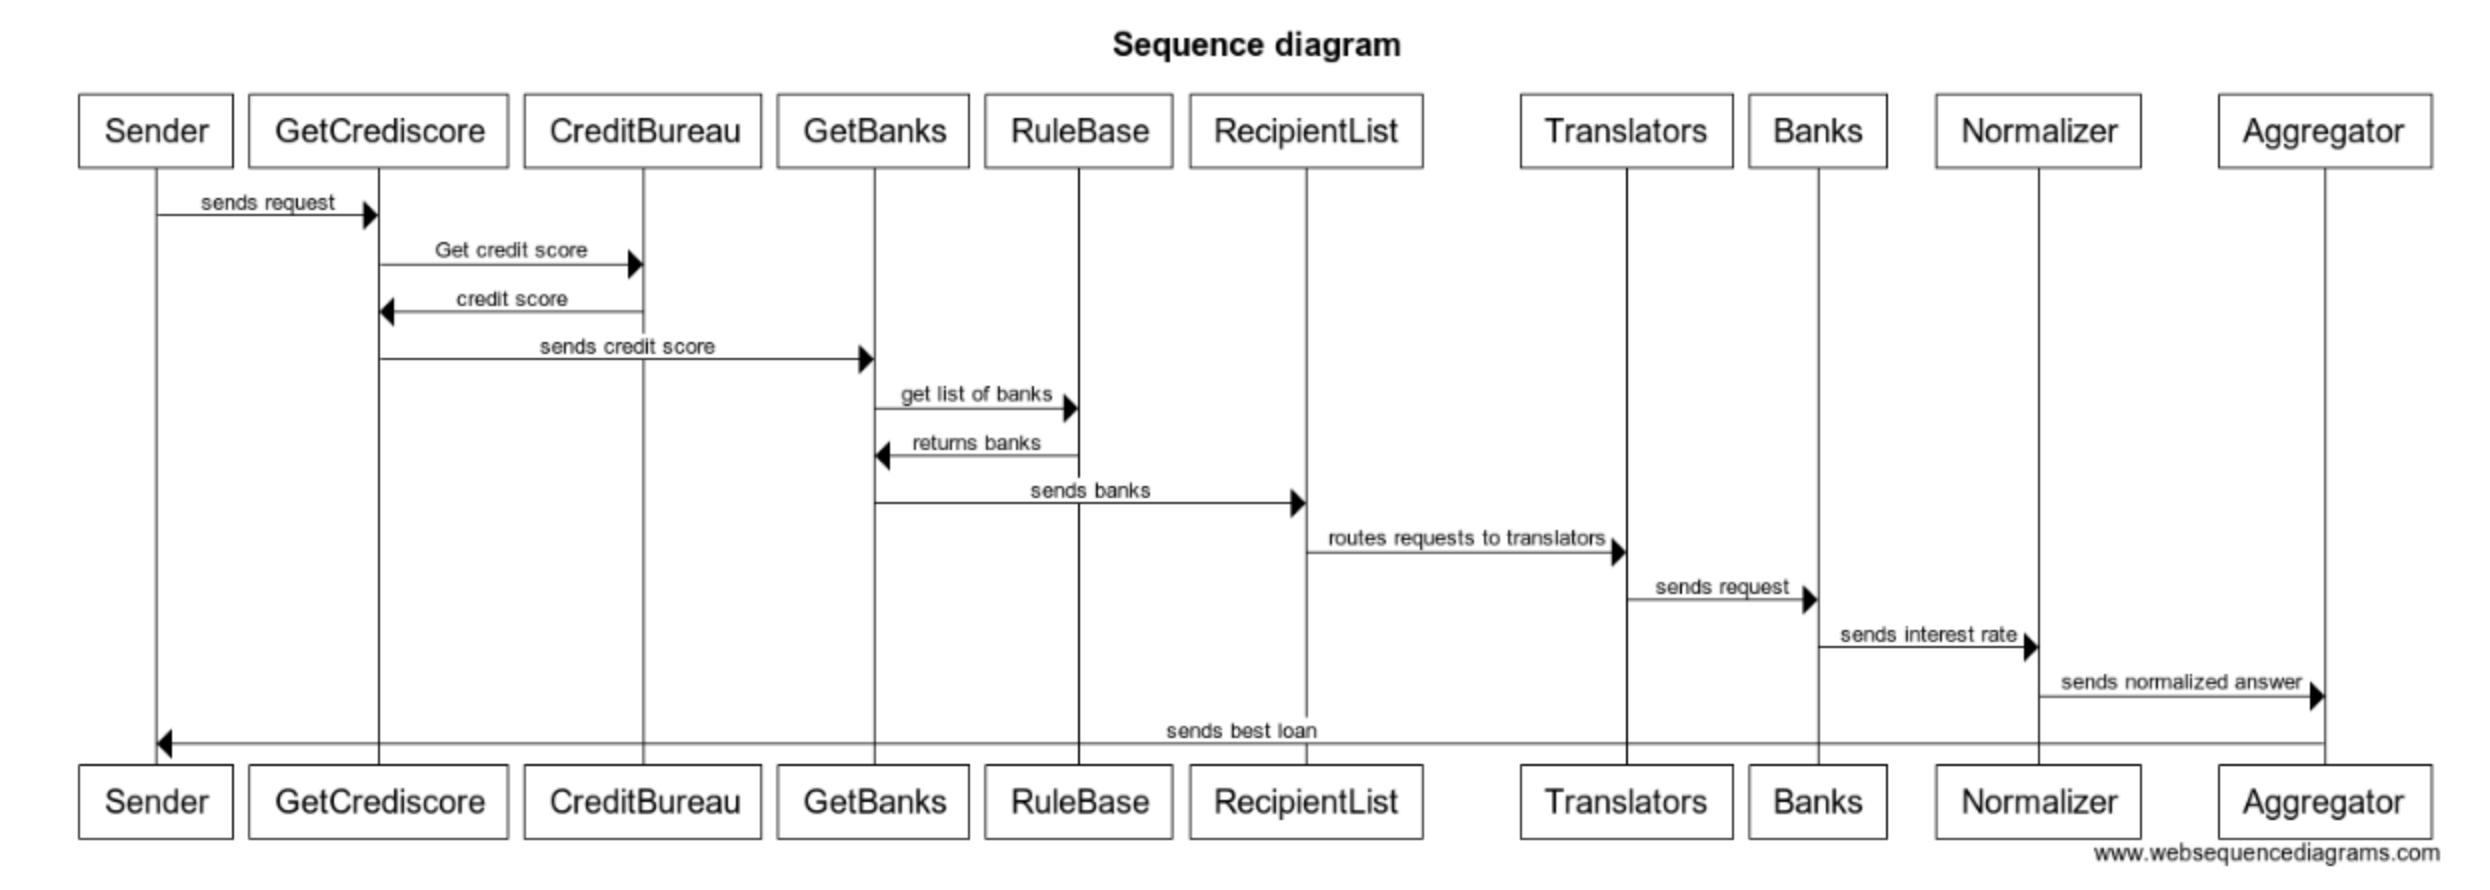 Sequence diagram
Sender GetCrediscore CreditBureau GetBanks RuleBase RecipientList Translators Banks Normalizer Aggregator
sends request
Get credit score
credit score
sends credit score
get list of banks
returns banks
sends banks
routes requests to translators
sends request
sends interest rate
sends normalized answer
sends best loan
Sender GetCrediscore CreditBureau GetBanks RuleBase RecipientList Translators Banks Normalizer Aggregator
www.websequencediagrams.com